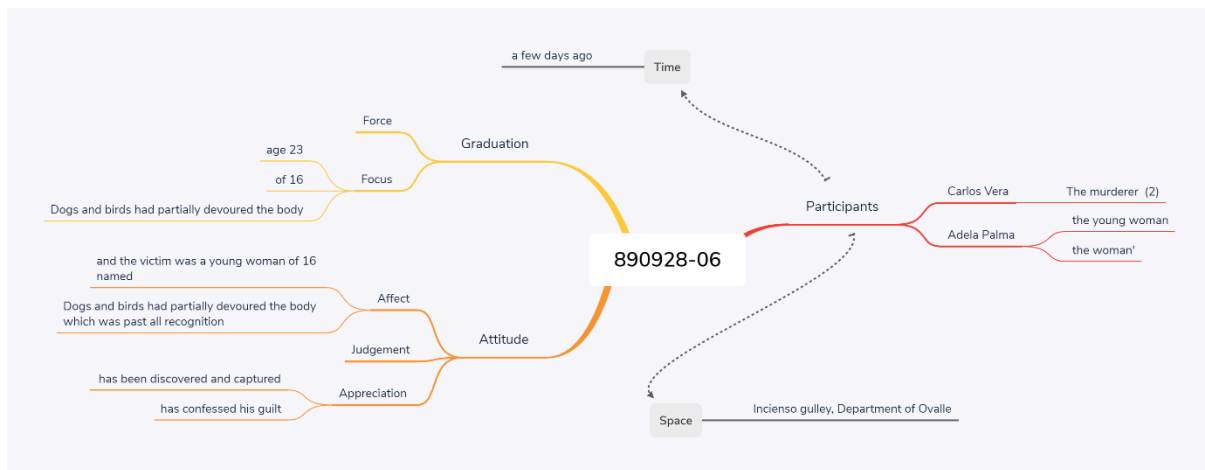 a few days ago
Time
Force
Graduation
age 23
of 16
Focus
Dogs and birds had partially devoured the body
Carlos Vera
The murderer (2)
Participants
the young woman
Adela Palma
the woman'
890928-06
and the victim was a young woman of 16
named
Affect
Dogs and birds had partially devoured the body
which was past all recognition
Attitude
Judgement
has been discovered and captured
Appreciation
has confessed his guilt
Space
Incienso gulley, Department of Ovalle